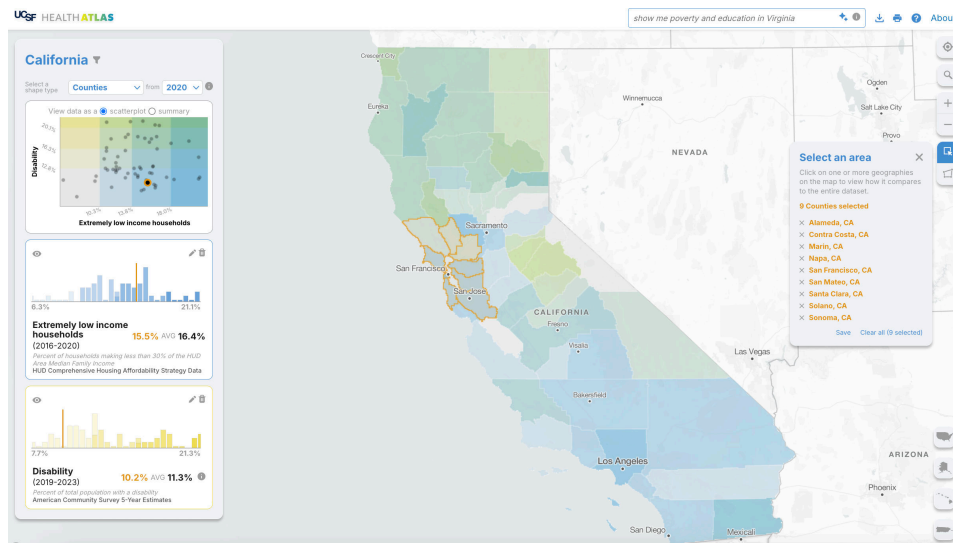 UCSF HEALTH ATLAS
show me poverty and education in Virginia
About
California
Select a shape type
Counties
from
2020
View data as a scatterplot summary
20.1%
16.3%
12.8%
Disability
10.3%
13.6%
18.0%
Extremely low income households
6.3%
21.1%
Extremely low income
households
15.5% AVG 16.4%
(2016-2020)
Percent of households making less than 30% of the HUD
Area Median Family Income
HUD Comprehensive Housing Affordability Strategy Data
7.7%
21.3%
Disability
10.2% AVG 11.3%
(2019-2023)
Percent of total population with a disability
American Community Survey 5-Year Estimates
Crescent City
Eureka
Winnemucca
Ogden
Salt Lake City
Provo
NEVADA
Sacramento
San Francisco
San Jose
CALIFORNIA
Fresno
Visalia
Las Vegas
Bakersfield
Los Angeles
ARIZONA
Phoenix
San Diego
Mexicali
Select an area
Click on one or more geographies
on the map to view how it compares
to the entire dataset.
9 Counties selected
Alameda, CA
Contra Costa, CA
Marin, CA
Napa, CA
San Francisco, CA
San Mateo, CA
Santa Clara, CA
Solano, CA
Sonoma, CA
Save
Clear all (9 selected)